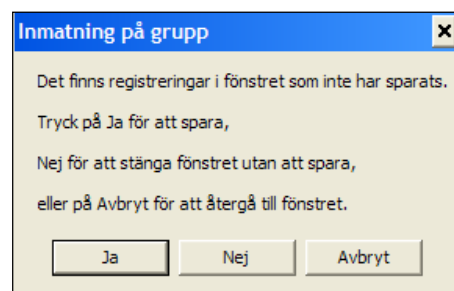 Inmatning på grupp
Det finns registreringar i fönstret som inte har sparats.
Tryck på Ja för att spara,
Nej för att stänga fönstret utan att spara,
eller på Avbryt för att återgå till fönstret.
Ja Nej Avbryt